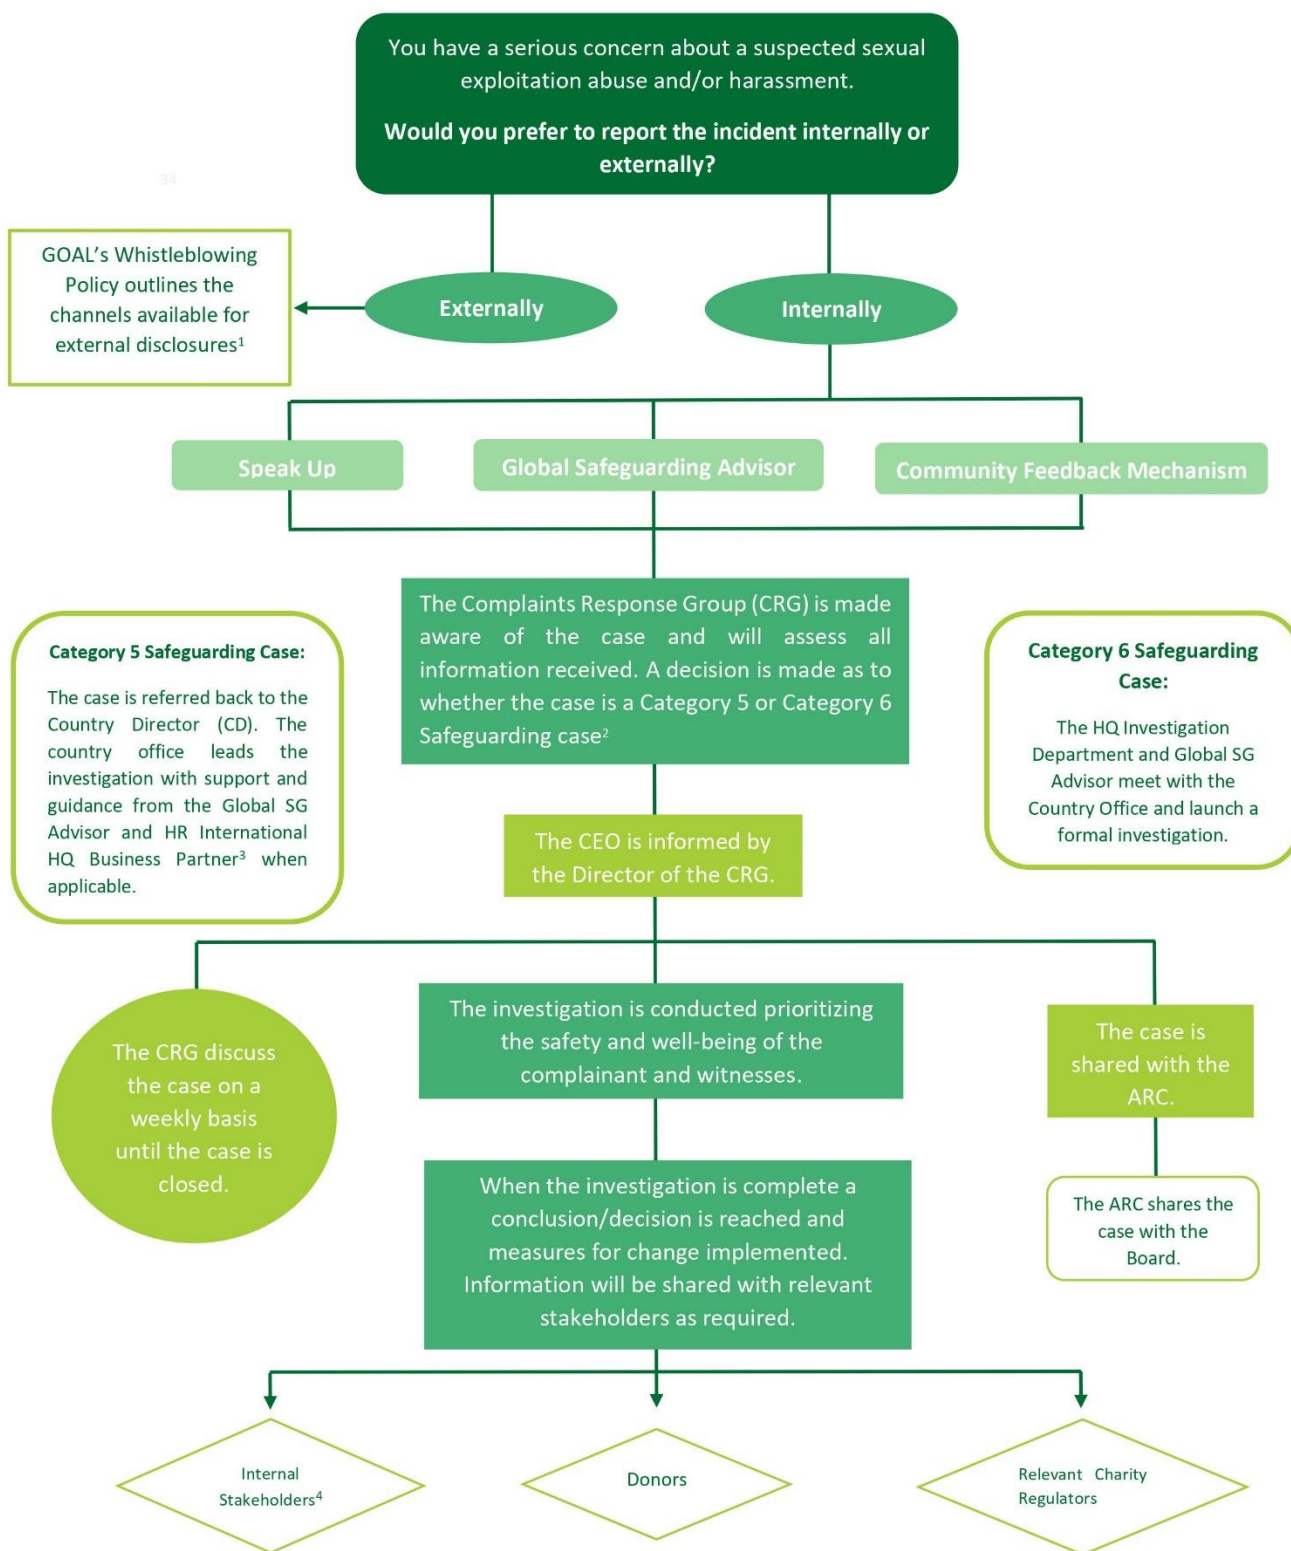 You have a serious concern about a suspected sexual
exploitation abuse and/or harassment.
Would you prefer to report the incident internally or
externally?
34
GOAL's Whistleblowing
Policy outlines the
channels available for
external disclosures¹
Externally
Internally
Speak Up
Global Safeguarding Advisor
Community Feedback Mechanism
The Complaints Response Group (CRG) is made
aware of the case and will assess all
information received. A decision is made as to
whether the case is a Category 5 or Category 6
Safeguarding case²
Category 5 Safeguarding Case:
The case is referred back to the
Country Director (CD). The
country office leads the
investigation with support and
guidance from the Global SG
Advisor and HR International
HQ Business Partner³ when
applicable.
Category 6 Safeguarding
Case:
The HQ Investigation
Department and Global SG
Advisor meet with the
Country Office and launch a
formal investigation.
The CEO is informed by
the Director of the CRG.
The CRG discuss
the case on a
weekly basis
until the case is
closed.
The investigation is conducted prioritizing
the safety and well-being of the
complainant and witnesses.
The case is
shared with the
ARC.
When the investigation is complete a
conclusion/decision is reached and
measures for change implemented.
Information will be shared with relevant
stakeholders as required.
The ARC shares the
case with the
Board.
Internal
Stakeholders⁴
Donors
Relevant Charity
Regulators